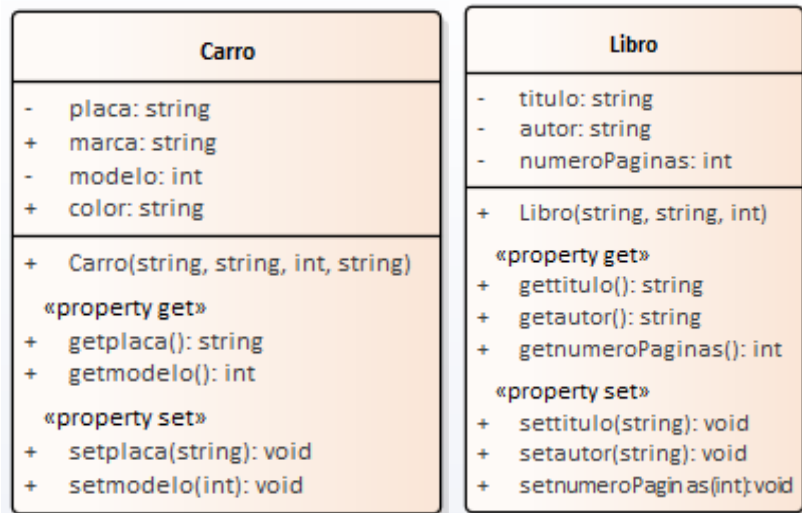 Carro
- placa: string
+ marca: string
- modelo: int
+ color: string
+ Carro(string, string, int, string)
«property get»
+ getplaca(): string
+ getmodelo(): int
«property set»
+ setplaca(string): void
+ setmodelo(int): void
Libro
- titulo: string
- autor: string
- numeroPaginas: int
+ Libro(string, string, int)
«property get»
+ gettitulo(): string
+ getautor(): string
+ getnumeroPaginas(): int
«property set»
+ settitulo(string): void
+ setautor(string): void
+ setnumeroPaginas(int): void